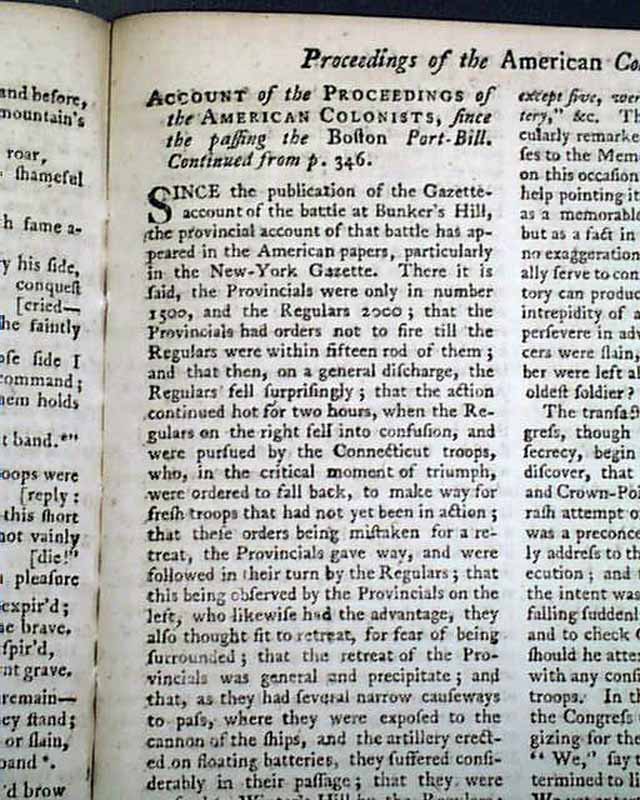 and before,
mountain's
roar,
shameful
h fame a-
y his side,
conquest
[cried—
he faintly
ose side I
command;
hem holds
t band.*"
oops were
[reply:
this short
not vainly
[die!"
pleasure
expir'd;
he brave.
spir'd,
nt grave.
remain—
ey stand;
or slain,
band *.
'd brow
Proceedings of the American Co
ACCOUNT of the PROCEEDINGS of
the AMERICAN COLONISTS, ſince
the paſſing the Boſton Port-Bill.
Continued from p. 346.
SINCE the publication of the Gazette-
account of the battle at Bunker's Hill,
the provincial account of that battle has ap-
peared in the American papers, particularly
in the New-York Gazette. There it is
ſaid, the Provincials were only in number
1500, and the Regulars 2000; that the
Provincials had orders not to fire till the
Regulars were within fifteen rod of them;
and that then, on a general diſcharge, the
Regulars fell ſurpriſingly; that the action
continued hot for two hours, when the Re-
gulars on the right fell into confuſion, and
were purſued by the Connecticut troops,
who, in the critical moment of triumph,
were ordered to fall back, to make way for
freſh troops that had not yet been in action;
that theſe orders being miſtaken for a re-
treat, the Provincials gave way, and were
followed in their turn by the Regulars; that
this being obſerved by the Provincials on the
left, who likewiſe had the advantage, they
alſo thought fit to retreat, for fear of being
ſurrounded; that the retreat of the Pro-
vincials was general and precipitate; and
that, as they had ſeveral narrow cauſeways
to paſs, where they were expoſed to the
cannon of the ſhips, and the artillery erect-
ed on floating batteries, they ſuffered conſi-
derably in their paſſage; that they were
Winter's Hill by the Regulars;
except five, wer
tery," &c. Th
cularly remarke
ſes to the Mem
on this occaſion
help pointing it
as a memorable
but as a fact in
no exaggeration
ally ſerve to con
tory can produc
intrepidity of a
perſevere in adv
cers were ſlain,
ber were left al
oldeſt ſoldier?
The tranſact
greſs, though
ſecrecy, begin
diſcover, that
and Crown-Poi
raſh attempt of
was a preconce
ly addreſs to th
ecution; and t
the intent was
falling ſuddenl
and to check G
ſhould he atte
with any conſi
troops. In t
the Congreſs
gizing for the
"We," ſay t
termined to li